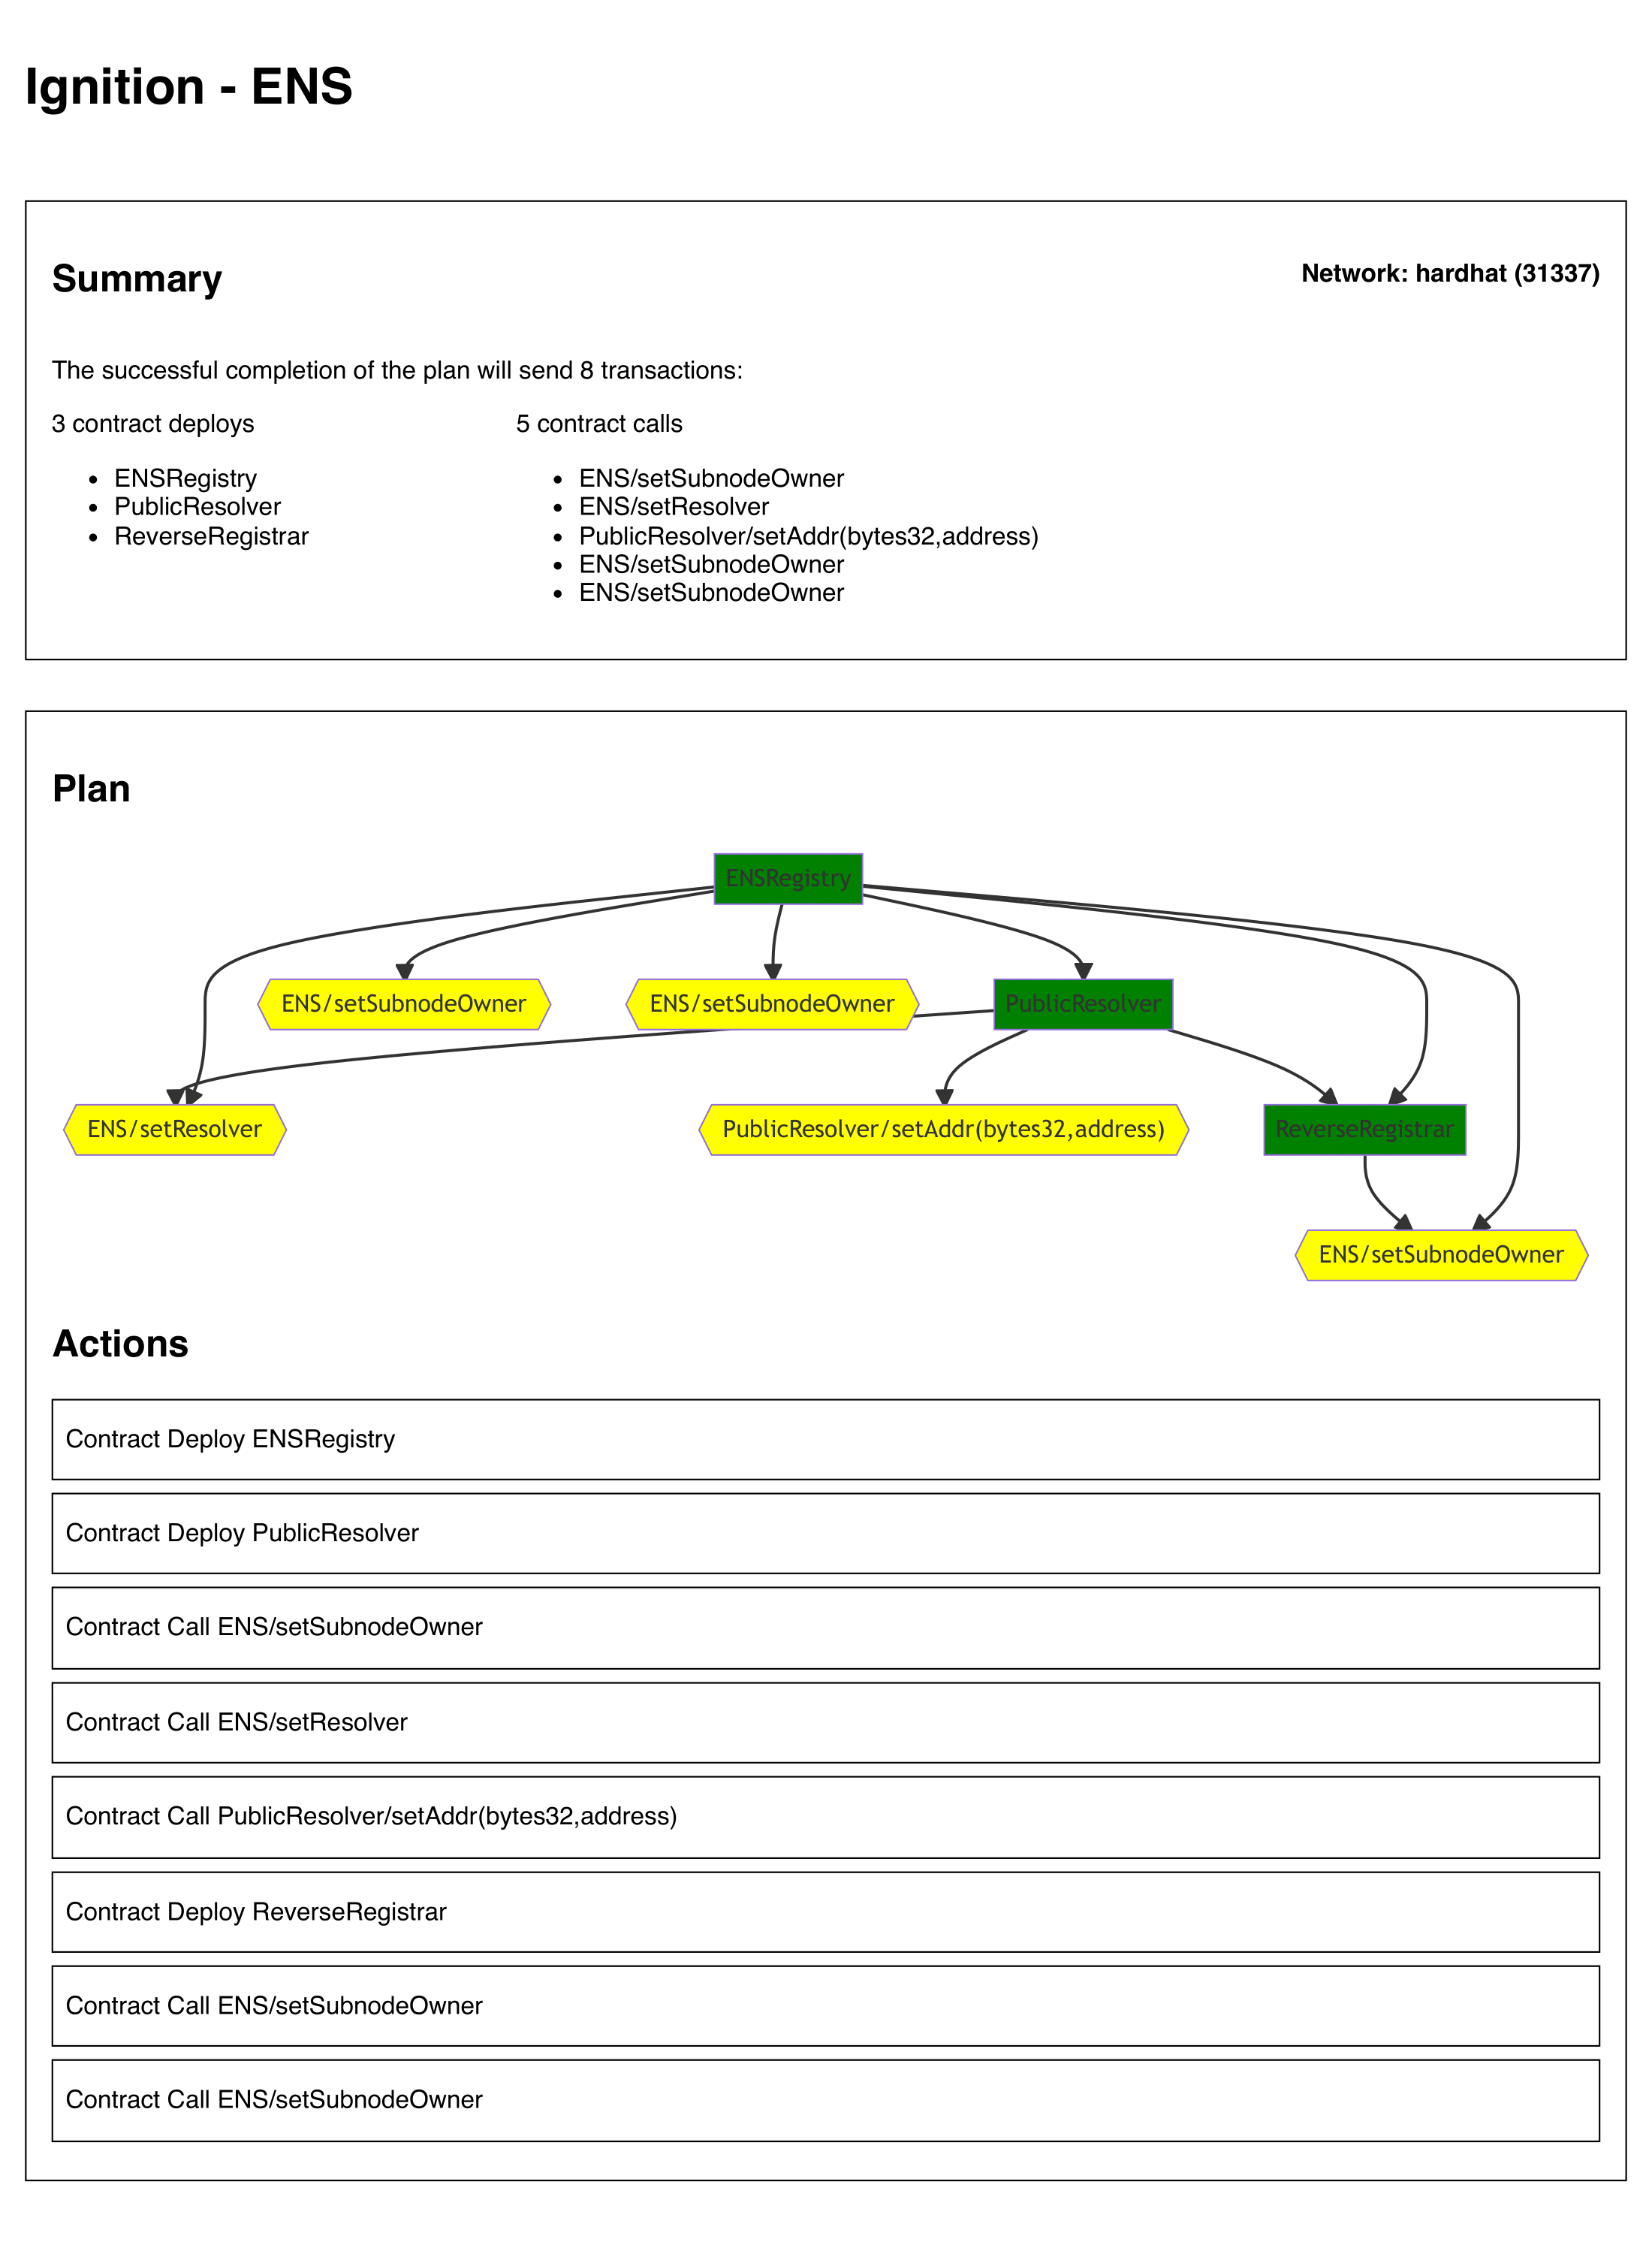 Ignition - ENS
Summary
Network: hardhat (31337)
The successful completion of the plan will send 8 transactions:
3 contract deploys
ENSRegistry
PublicResolver
ReverseRegistrar
5 contract calls
ENS/setSubnodeOwner
ENS/setResolver
PublicResolver/setAddr(bytes32,address)
ENS/setSubnodeOwner
ENS/setSubnodeOwner
Plan
ENSRegistry
ENS/setSubnodeOwner
ENS/setSubnodeOwner
PublicResolver
ENS/setResolver
PublicResolver/setAddr(bytes32,address)
ReverseRegistrar
ENS/setSubnodeOwner
Actions
Contract Deploy ENSRegistry
Contract Deploy PublicResolver
Contract Call ENS/setSubnodeOwner
Contract Call ENS/setResolver
Contract Call PublicResolver/setAddr(bytes32,address)
Contract Deploy ReverseRegistrar
Contract Call ENS/setSubnodeOwner
Contract Call ENS/setSubnodeOwner